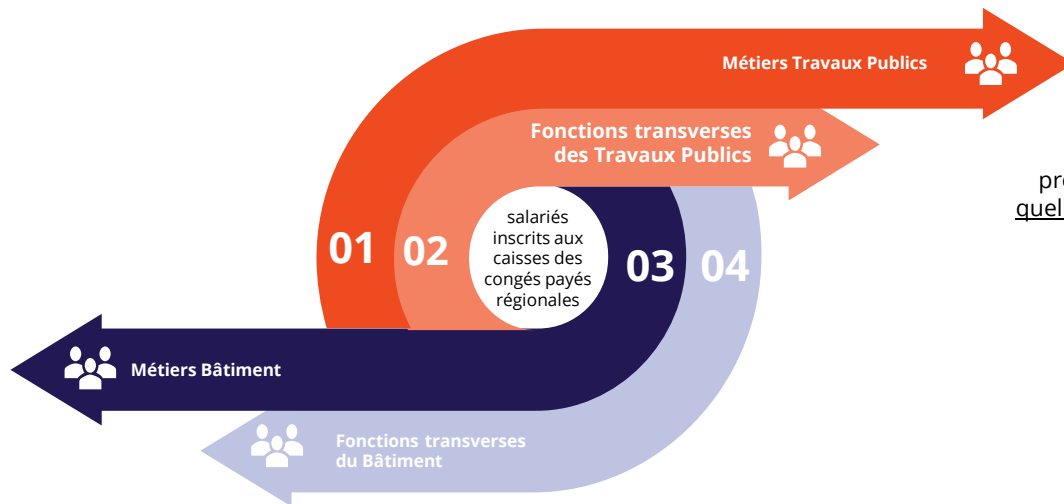 Métiers Travaux Publics
Fonctions transverses
des Travaux Publics
salariés
inscrits aux
caisses des
congés payés
régionales
01
02
03
04
Métiers Bâtiment
Fonctions transverses
du Bâtiment